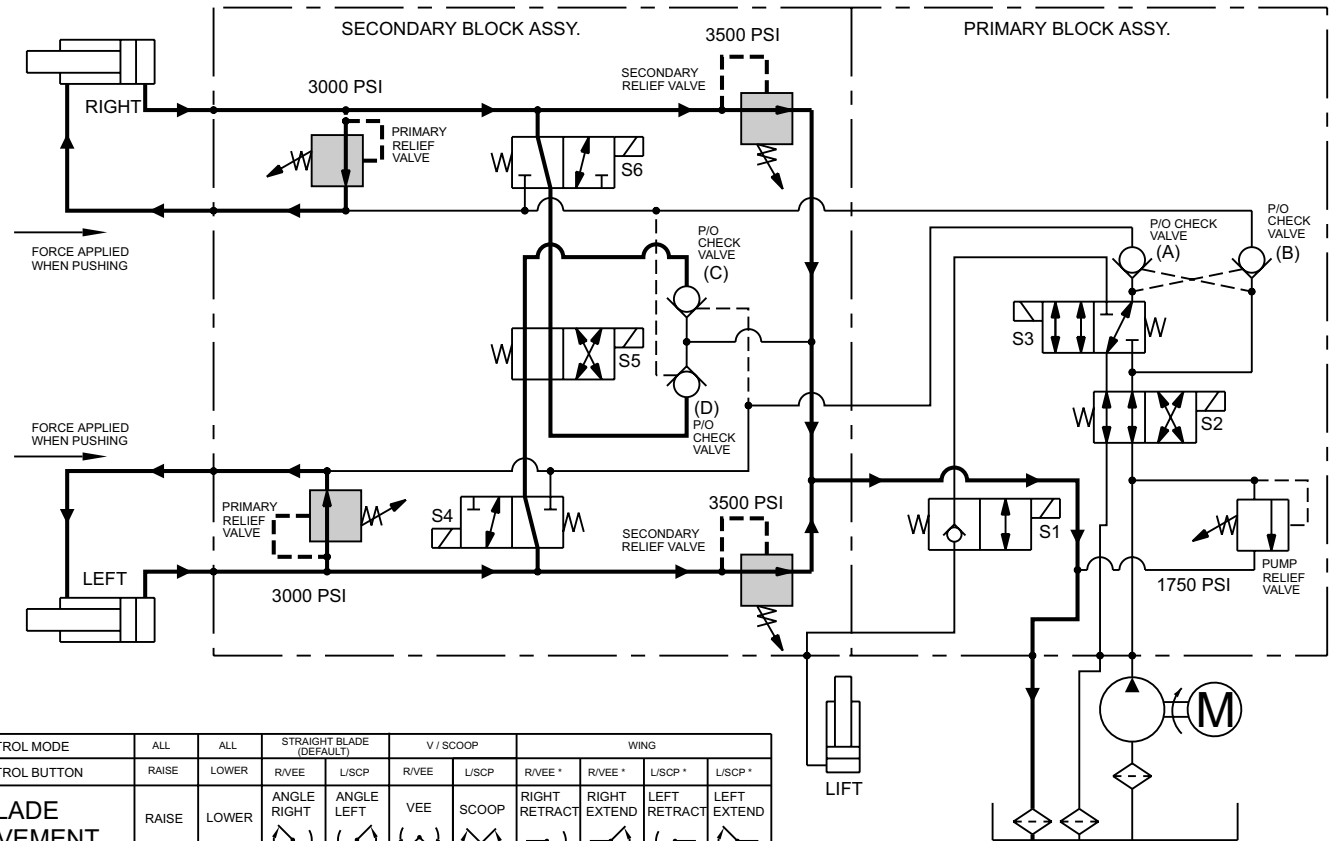 SECONDARY BLOCK ASSY.
PRIMARY BLOCK ASSY.
3500 PSI
SECONDARY
RELIEF VALVE
3000 PSI
RIGHT
PRIMARY
RELIEF
VALVE
S6
FORCE APPLIED
WHEN PUSHING
P/O
CHECK
VALVE
(C)
P/O CHECK
VALVE
(A)
P/O
CHECK
VALVE
(B)
S3
S5
(D)
P/O
CHECK
VALVE
S2
FORCE APPLIED
WHEN PUSHING
PRIMARY
RELIEF
VALVE
S4
3500 PSI
SECONDARY
RELIEF VALVE
S1
LEFT
3000 PSI
1750 PSI
PUMP
RELIEF
VALVE
M
LIFT
TROL MODE ALL ALL STRAIGHT BLADE (DEFAULT) V / SCOOP WING
TROL BUTTON RAISE LOWER R/VEE L/SCP R/VEE L/SCP R/VEE * R/VEE * L/SCP * L/SCP *
LADE RAISE LOWER ANGLE RIGHT ANGLE LEFT VEE SCOOP RIGHT RETRACT RIGHT EXTEND LEFT RETRACT LEFT EXTEND
VEMENT